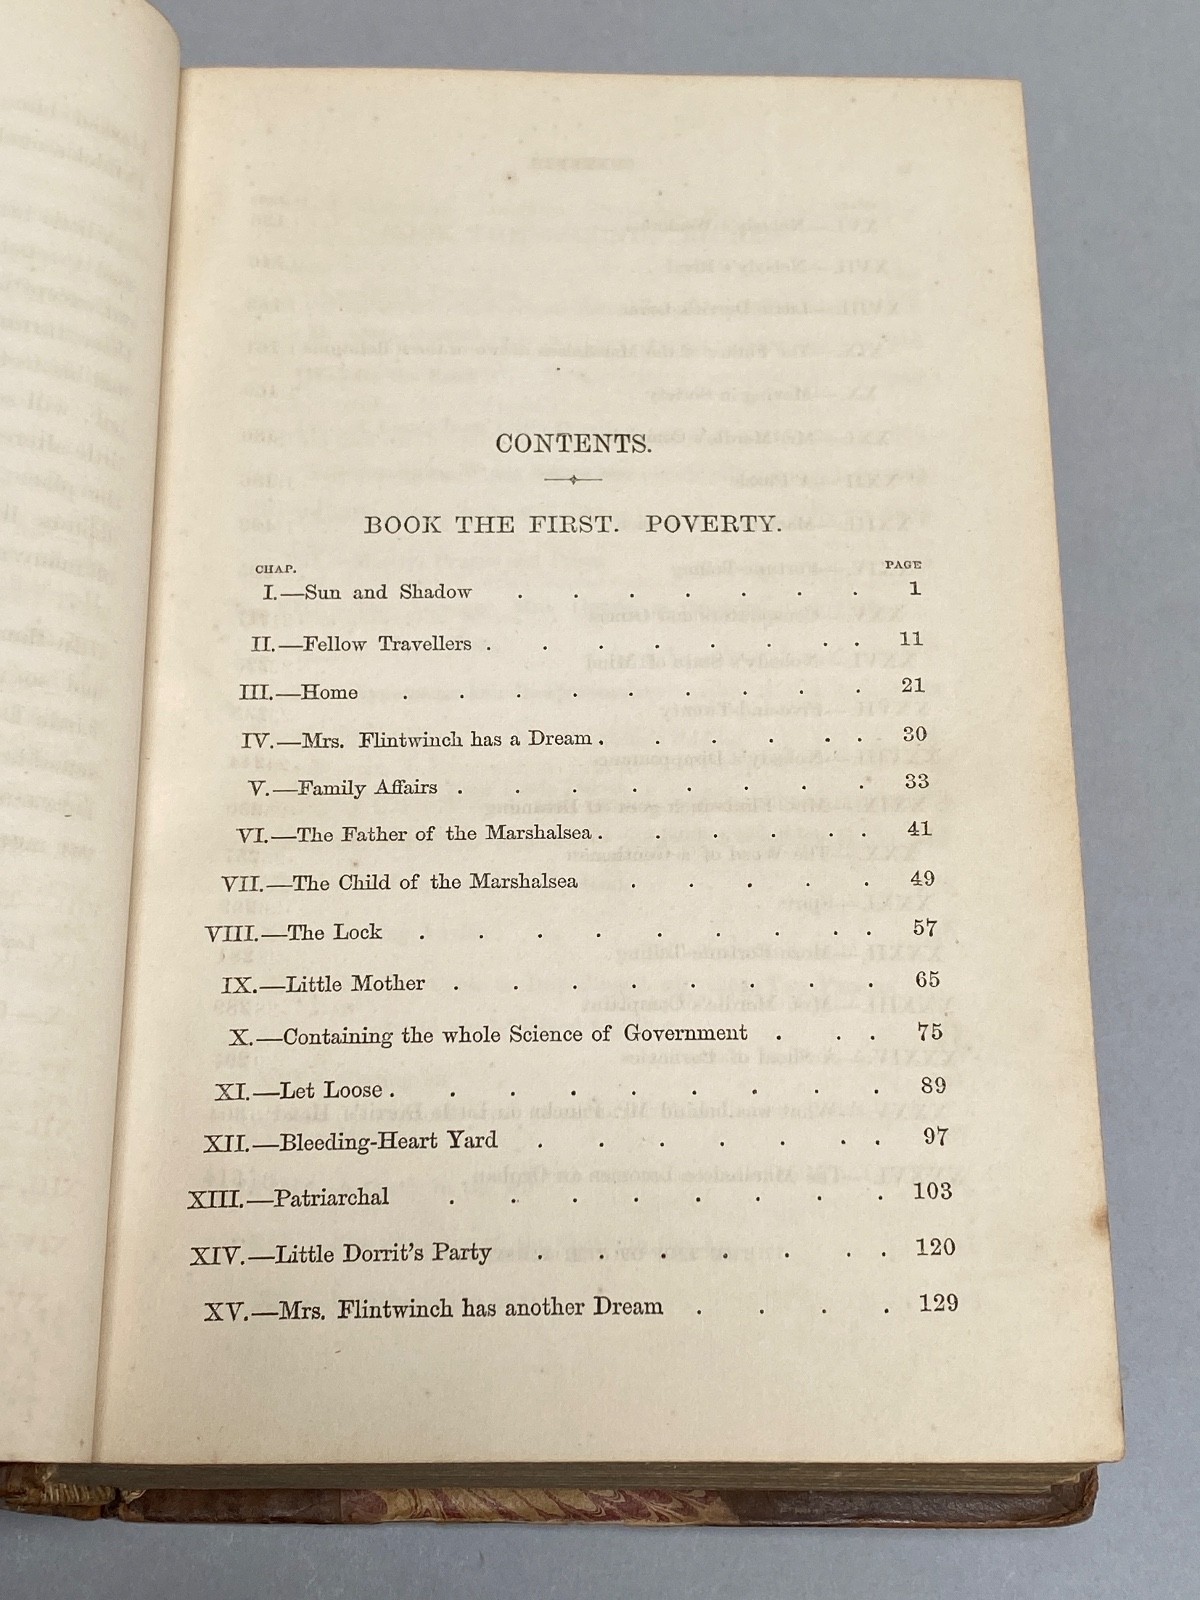 CONTENTS.
BOOK THE FIRST. POVERTY.
CHAP. PAGE
I.—Sun and Shadow . . . . . . . 1
II.—Fellow Travellers . . . . . . . . 11
III.—Home . . . . . . . . . 21
IV.—Mrs. Flintwinch has a Dream . . . . . . 30
V.—Family Affairs . . . . . . . . 33
VI.—The Father of the Marshalsea . . . . . . 41
VII.—The Child of the Marshalsea . . . . . 49
VIII.—The Lock . . . . . . . . . 57
IX.—Little Mother . . . . . . . . 65
X.—Containing the whole Science of Government . . . 75
XI.—Let Loose . . . . . . . . . 89
XII.—Bleeding-Heart Yard . . . . . . . 97
XIII.—Patriarchal . . . . . . . . 103
XIV.—Little Dorrit's Party . . . . . . . 120
XV.—Mrs. Flintwinch has another Dream . . . . 129